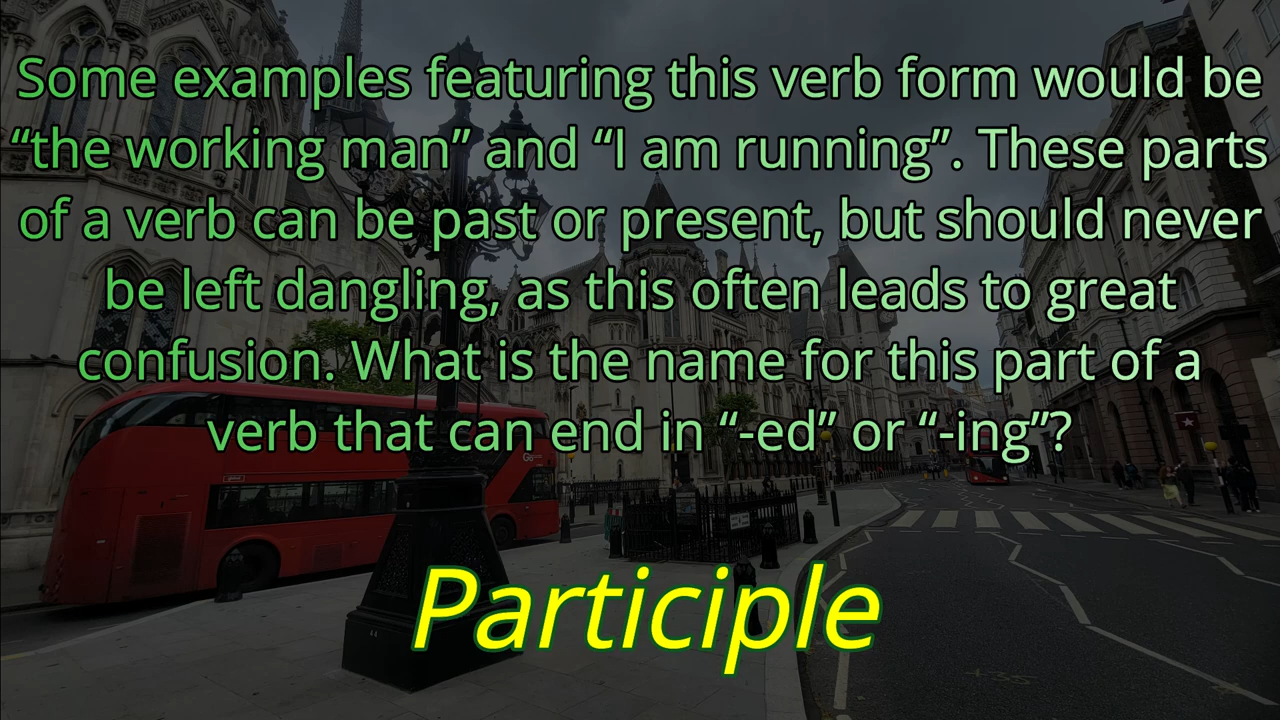 Some examples featuring this verb form would be
“the working man” and “I am running”. These parts
of a verb can be past or present, but should never
be left dangling, as this often leads to great
confusion. What is the name for this part of a
verb that can end in “-ed” or “-ing”?
Participle